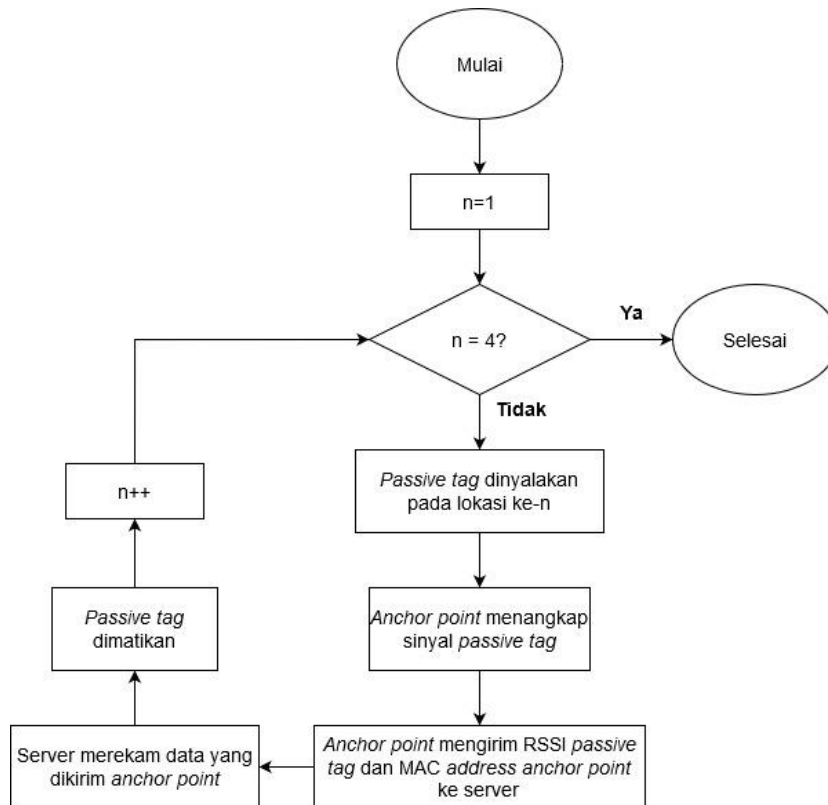 Mulai
n=1
n = 4?
Ya
Selesai
Tidak
Passive tag dinyalakan
pada lokasi ke-n
Anchor point menangkap
sinyal passive tag
Anchor point mengirim RSSI passive
tag dan MAC address anchor point
ke server
Server merekam data yang
dikirim anchor point
Passive tag
dimatikan
n++